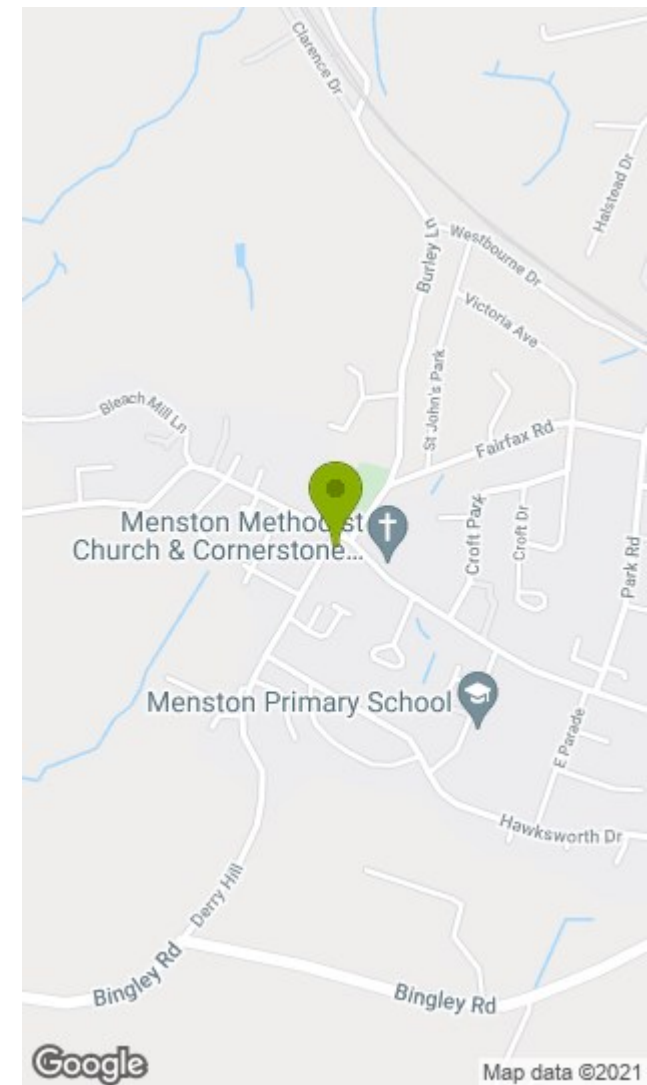 Clarence Dr
Halstead Dr
Burley Ln
Westbourne Dr
Victoria Ave
St John's Park
Bleach Mill Ln
Fairfax Rd
Menston Methodist
Church & Cornerstone...
Croft Park
Croft Dr
Park Rd
Menston Primary School
E Parade
Hawksworth Dr
Derry Hill
Bingley Rd
Bingley Rd
Google
Map data ©2021